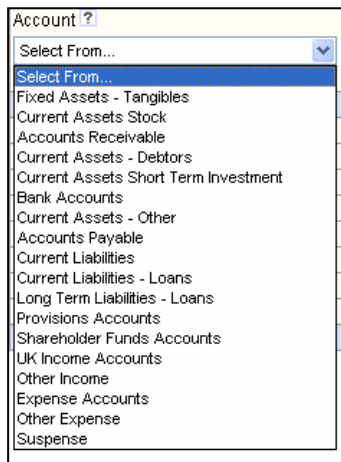 Account ?
Select From...
Select From...
Fixed Assets - Tangibles
Current Assets Stock
Accounts Receivable
Current Assets - Debtors
Current Assets Short Term Investment
Bank Accounts
Current Assets - Other
Accounts Payable
Current Liabilities
Current Liabilities - Loans
Long Term Liabilities - Loans
Provisions Accounts
Shareholder Funds Accounts
UK Income Accounts
Other Income
Expense Accounts
Other Expense
Suspense